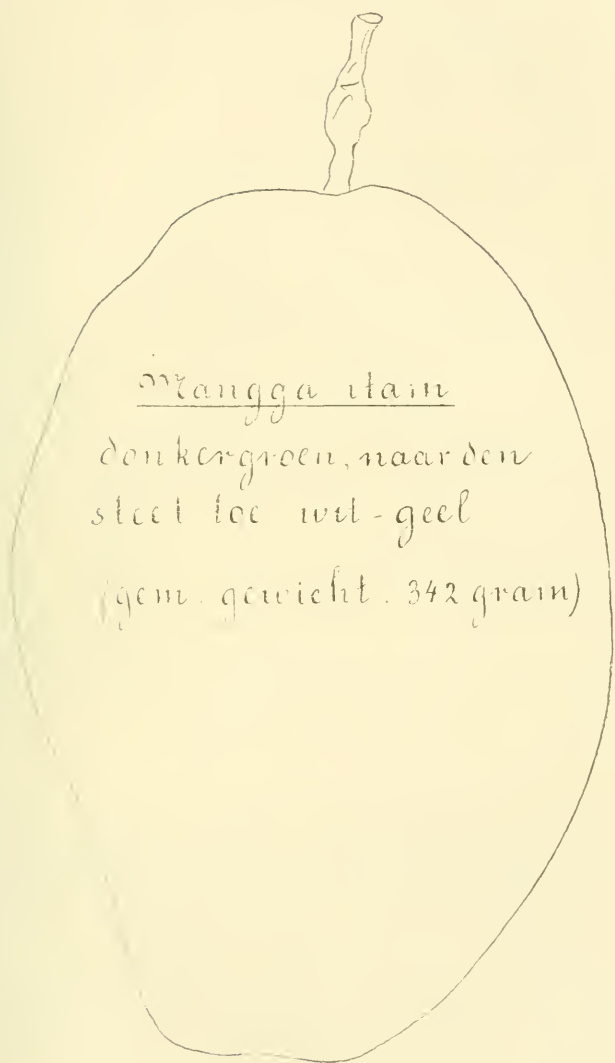 Mangga itam
donkergroen, naar den
steel toe wit-geel
(gem. gewicht. 342 gram)